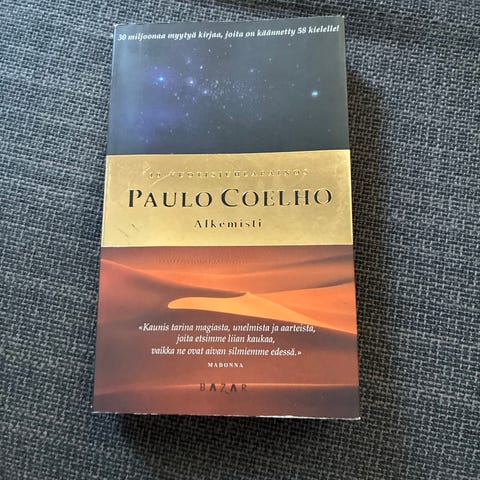 30 miljoonaa myytyä kirjaa, joita on käännetty 58 kielelle!
VUOTISJUHLAPAINOS
PAULO COELHO
Alkemisti
«Kaunis tarina magiasta, unelmista ja aarteista,
joita etsimme liian kaukaa,
vaikka ne ovat aivan silmiemme edessä.»
MADONNA
BAZAR